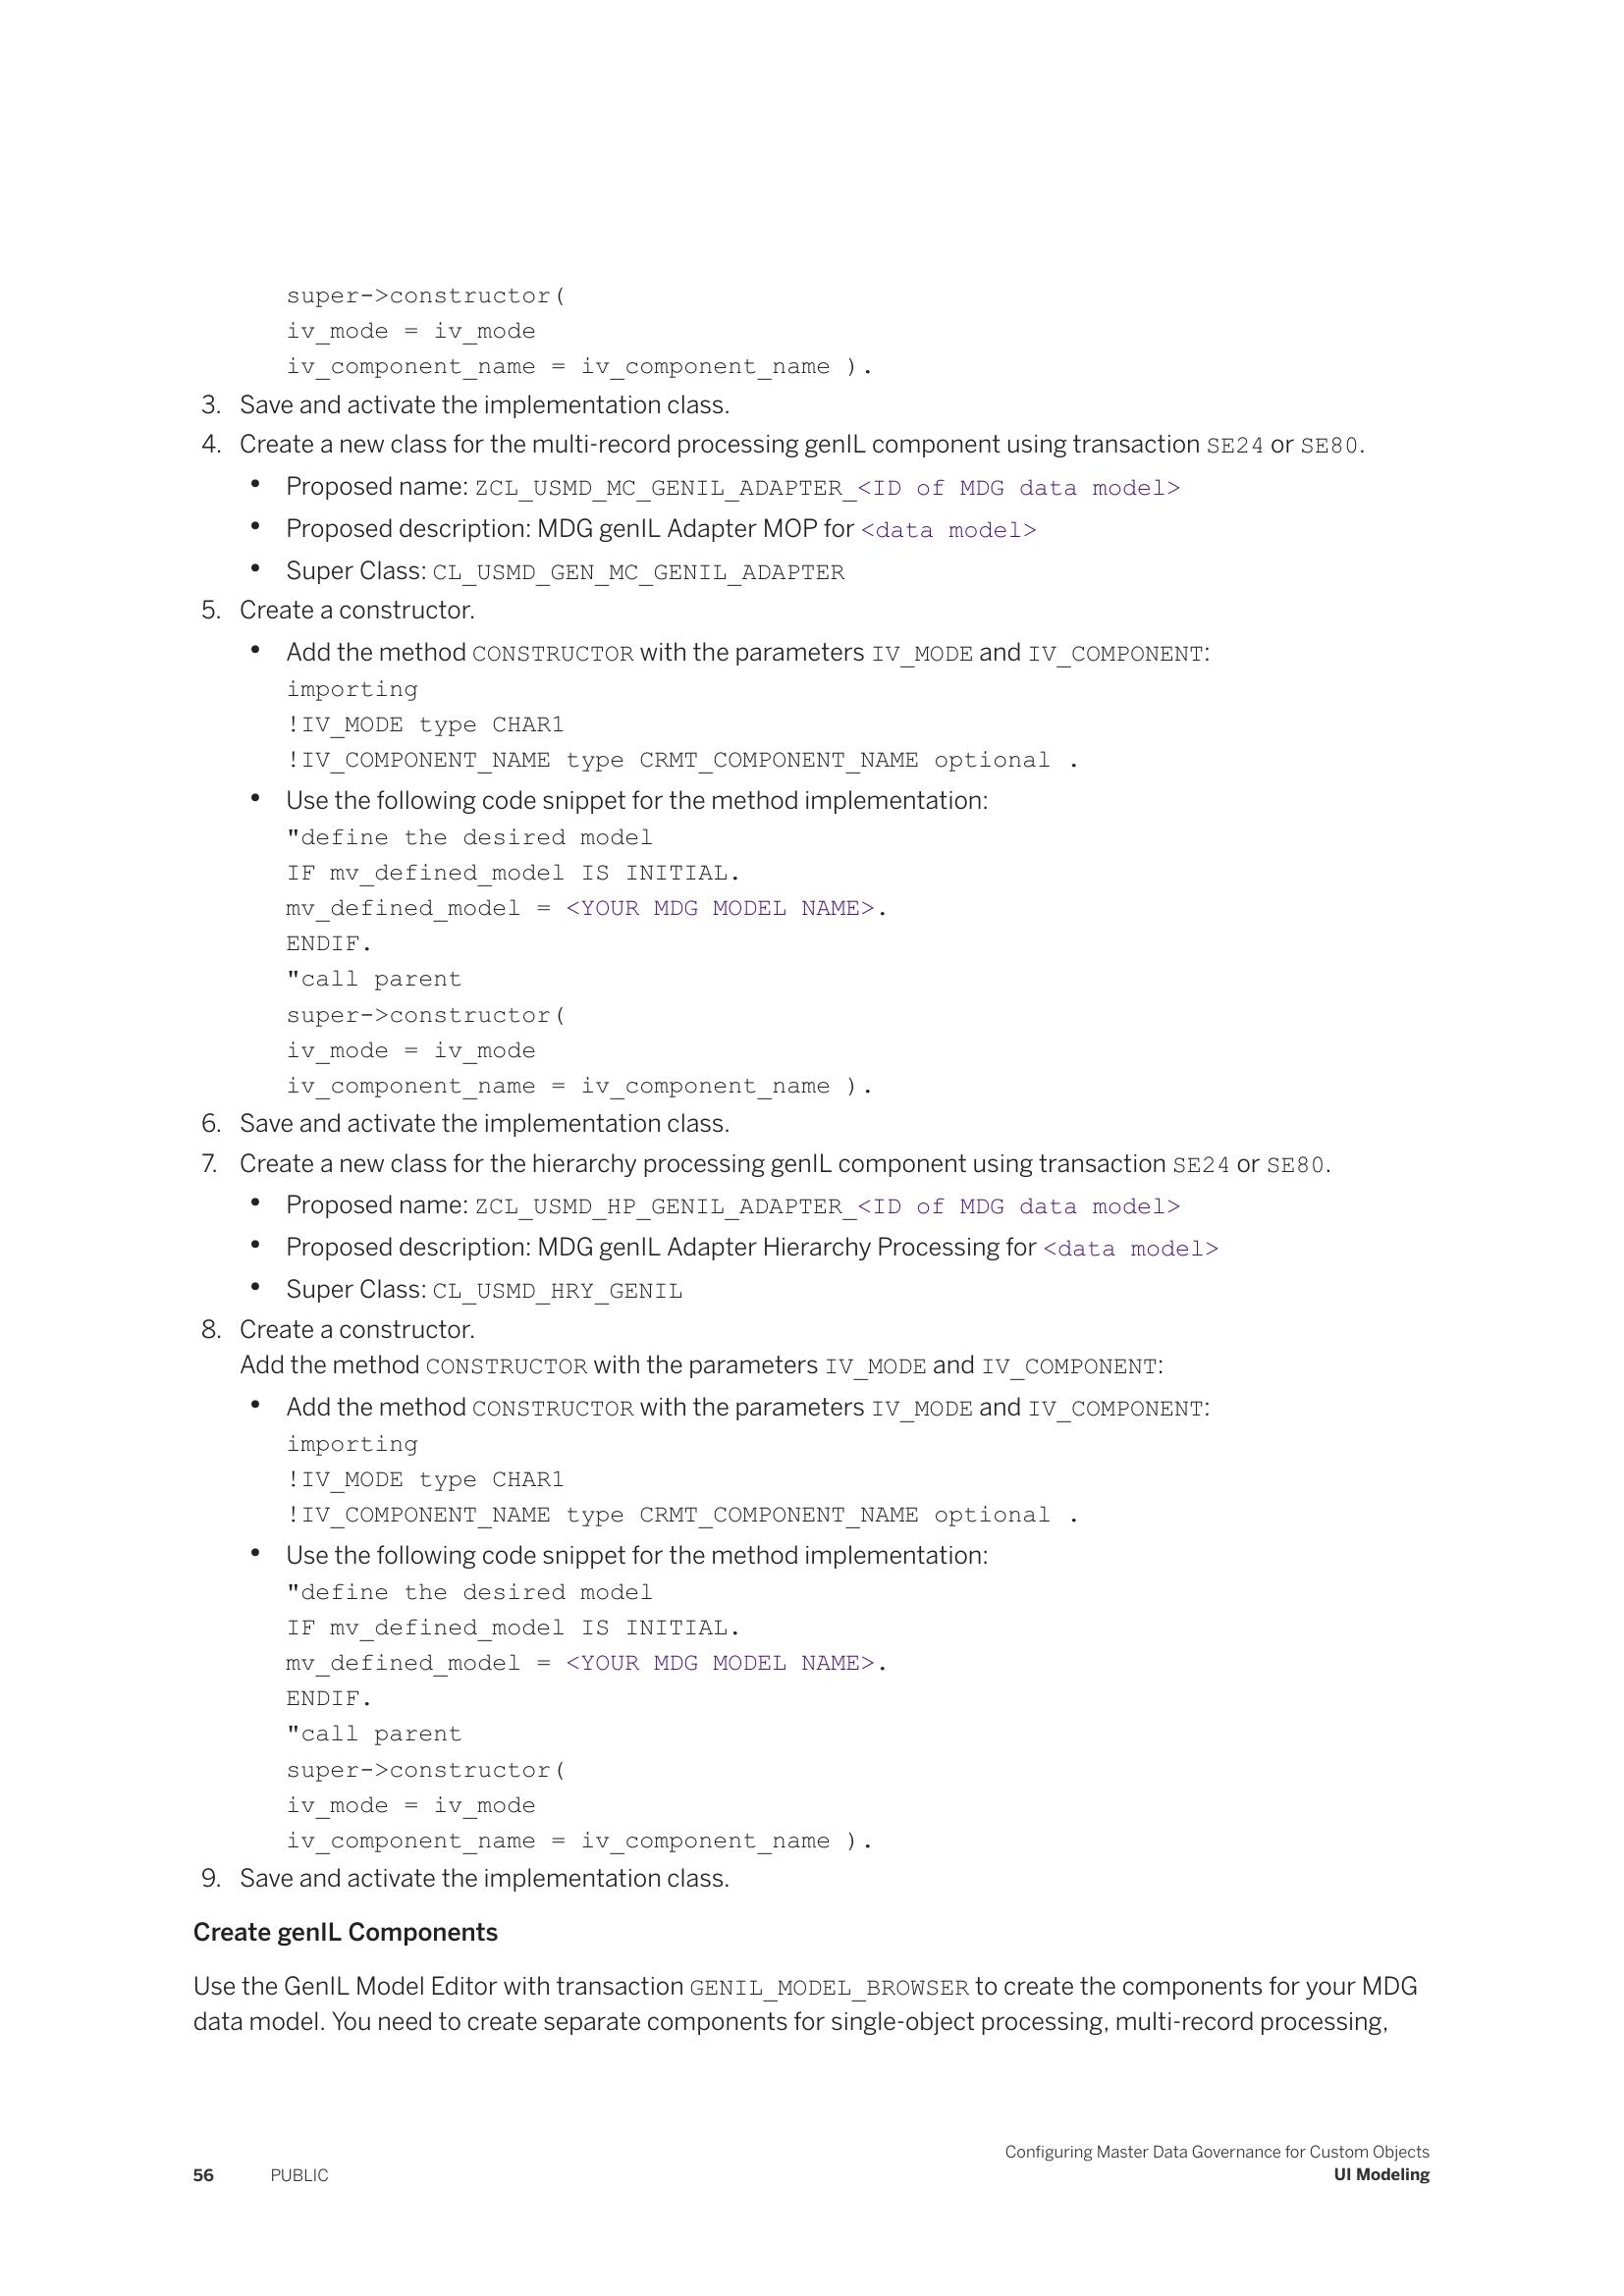 super->constructor(
iv_mode = iv_mode
iv_component_name = iv_component_name ).
3. Save and activate the implementation class.
4. Create a new class for the multi-record processing genIL component using transaction SE24 or SE80.
• Proposed name: ZCL_USMD_MC_GENIL_ADAPTER_<ID of MDG data model>
• Proposed description: MDG genIL Adapter MOP for <data model>
• Super Class: CL_USMD_GEN_MC_GENIL_ADAPTER
5. Create a constructor.
• Add the method CONSTRUCTOR with the parameters IV_MODE and IV_COMPONENT:
importing
!IV_MODE type CHAR1
!IV_COMPONENT_NAME type CRMT_COMPONENT_NAME optional .
• Use the following code snippet for the method implementation:
"define the desired model
IF mv_defined_model IS INITIAL.
mv_defined_model = <YOUR MDG MODEL NAME>.
ENDIF.
"call parent
super->constructor(
iv_mode = iv_mode
iv_component_name = iv_component_name ).
6. Save and activate the implementation class.
7. Create a new class for the hierarchy processing genIL component using transaction SE24 or SE80.
• Proposed name: ZCL_USMD_HP_GENIL_ADAPTER_<ID of MDG data model>
• Proposed description: MDG genIL Adapter Hierarchy Processing for <data model>
• Super Class: CL_USMD_HRY_GENIL
8. Create a constructor.
Add the method CONSTRUCTOR with the parameters IV_MODE and IV_COMPONENT:
• Add the method CONSTRUCTOR with the parameters IV_MODE and IV_COMPONENT:
importing
!IV_MODE type CHAR1
!IV_COMPONENT_NAME type CRMT_COMPONENT_NAME optional .
• Use the following code snippet for the method implementation:
"define the desired model
IF mv_defined_model IS INITIAL.
mv_defined_model = <YOUR MDG MODEL NAME>.
ENDIF.
"call parent
super->constructor(
iv_mode = iv_mode
iv_component_name = iv_component_name ).
9. Save and activate the implementation class.
Create genIL Components
Use the GenIL Model Editor with transaction GENIL_MODEL_BROWSER to create the components for your MDG
data model. You need to create separate components for single-object processing, multi-record processing,
Configuring Master Data Governance for Custom Objects
56 PUBLIC UI Modeling